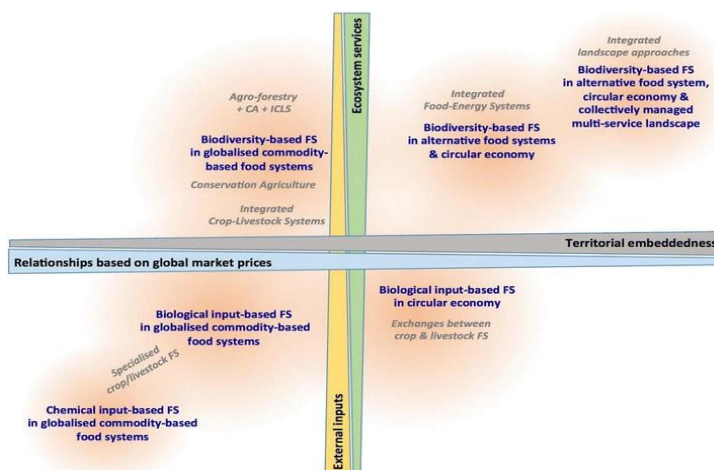 Ecosystem services
Integrated
landscape approaches
Biodiversity-based FS
in alternative food system,
circular economy &
collectively managed
multi-service landscape
Agro-forestry
+ CA + ICLS
Biodiversity-based FS
in globalised commodity-
based food systems
Conservation Agriculture
Integrated
Crop-Livestock Systems
Integrated
Food-Energy Systems
Biodiversity-based FS
in alternative food systems
& circular economy
Territorial embeddedness
Relationships based on global market prices
Biological input-based FS
in globalised commodity-based
food systems
Biological input-based FS
in circular economy
Exchanges between
crop & livestock FS
Specialised
crop/livestock FS
Chemical input-based FS
in globalised commodity-based
food systems
External inputs